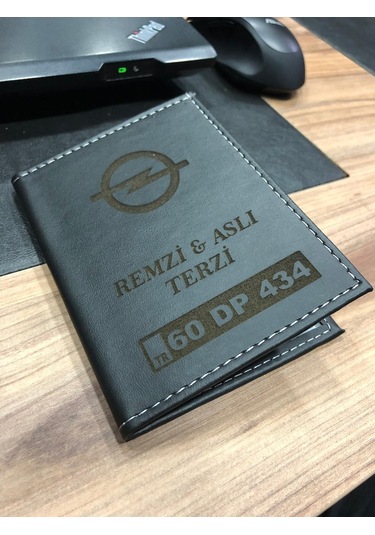 ThinkPad
REMZİ & ASLI
TERZİ
TR 60 DP 434